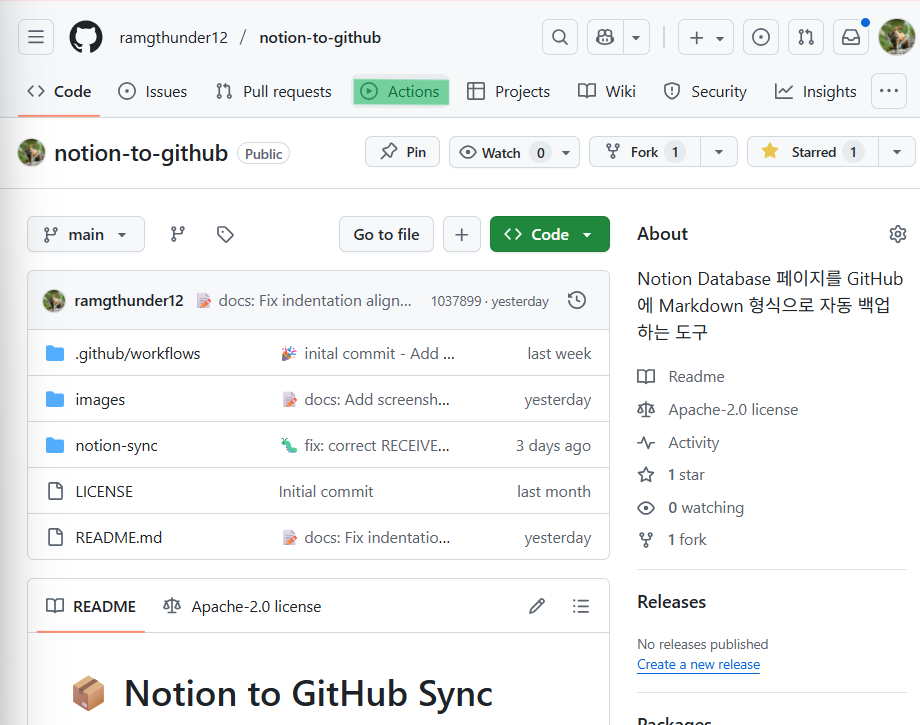 ramgthunder12 / notion-to-github
Code Issues Pull requests Actions Projects Wiki Security Insights
notion-to-github Public Pin Watch 0 Fork 1 Starred 1
main Go to file Code
ramgthunder12 docs: Fix indentation align... 1037899 · yesterday
.github/workflows inital commit - Add ... last week
images docs: Add screensh... yesterday
notion-sync fix: correct RECEIVE... 3 days ago
LICENSE Initial commit last month
README.md docs: Fix indentatio... yesterday
README Apache-2.0 license
Notion to GitHub Sync
About
Notion Database 페이지를 GitHub
에 Markdown 형식으로 자동 백업
하는 도구
Readme
Apache-2.0 license
Activity
1 star
0 watching
1 fork
Releases
No releases published
Create a new release
Packages